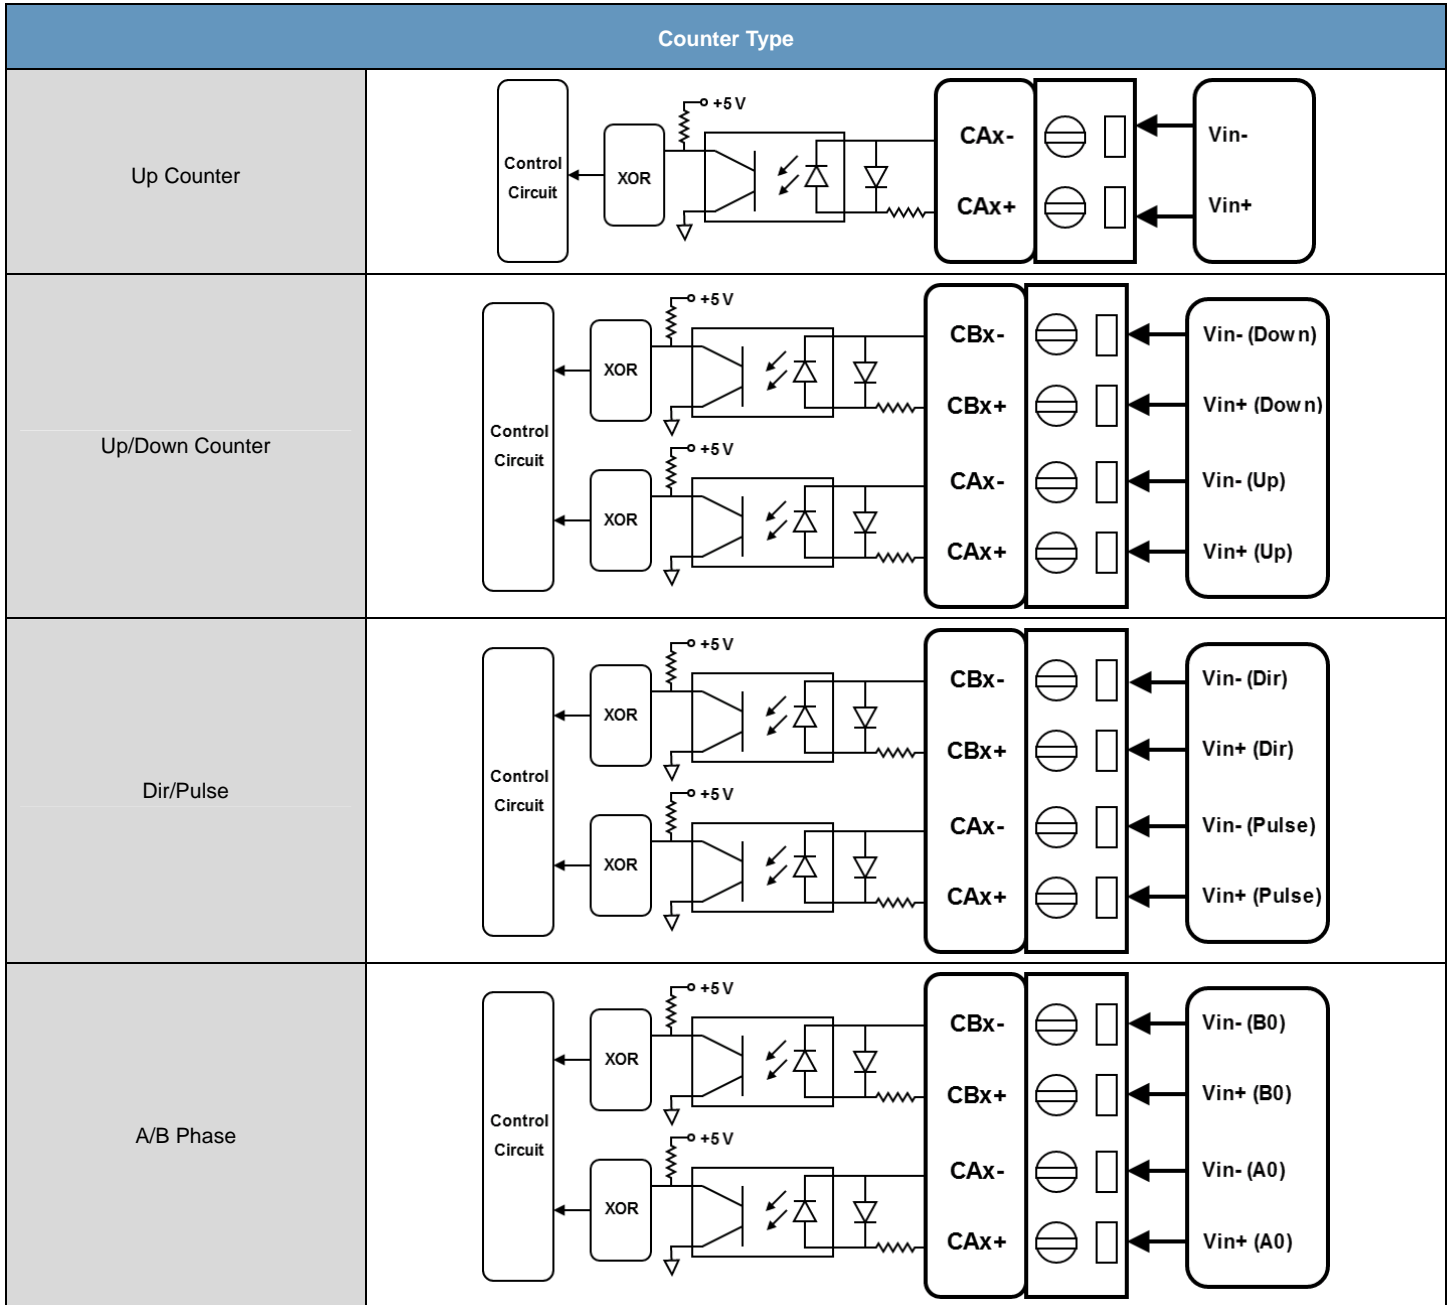 Counter Type
Up Counter
+5 V
Control
Circuit
XOR
CAx-
CAx+
Vin-
Vin+
Up/Down Counter
+5 V
XOR
CBx-
CBx+
Vin- (Down)
Vin+ (Down)
Control
Circuit
+5 V
XOR
CAx-
CAx+
Vin- (Up)
Vin+ (Up)
Dir/Pulse
+5 V
XOR
CBx-
CBx+
Vin- (Dir)
Vin+ (Dir)
Control
Circuit
+5 V
XOR
CAx-
CAx+
Vin- (Pulse)
Vin+ (Pulse)
A/B Phase
+5 V
XOR
CBx-
CBx+
Vin- (B0)
Vin+ (B0)
Control
Circuit
+5 V
XOR
CAx-
CAx+
Vin- (A0)
Vin+ (A0)